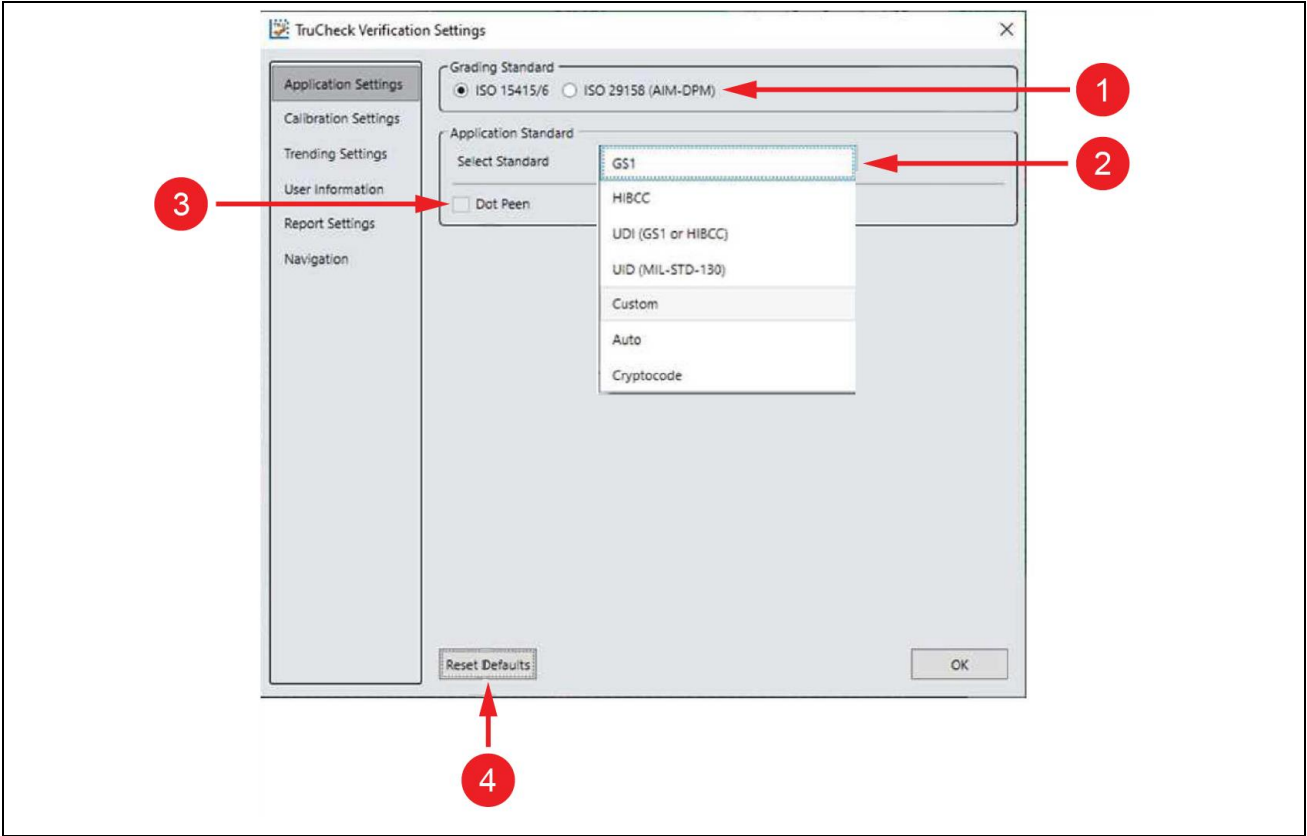 TruCheck Verification Settings
Application Settings
Calibration Settings
Trending Settings
User Information
Report Settings
Navigation
Grading Standard
ISO 15415/6 ISO 29158 (AIM-DPM)
1
Application Standard
Select Standard
GS1
2
HIBCC
UDI (GS1 or HIBCC)
UID (MIL-STD-130)
Custom
Auto
Cryptocode
3
Dot Peen
Reset Defaults
OK
4